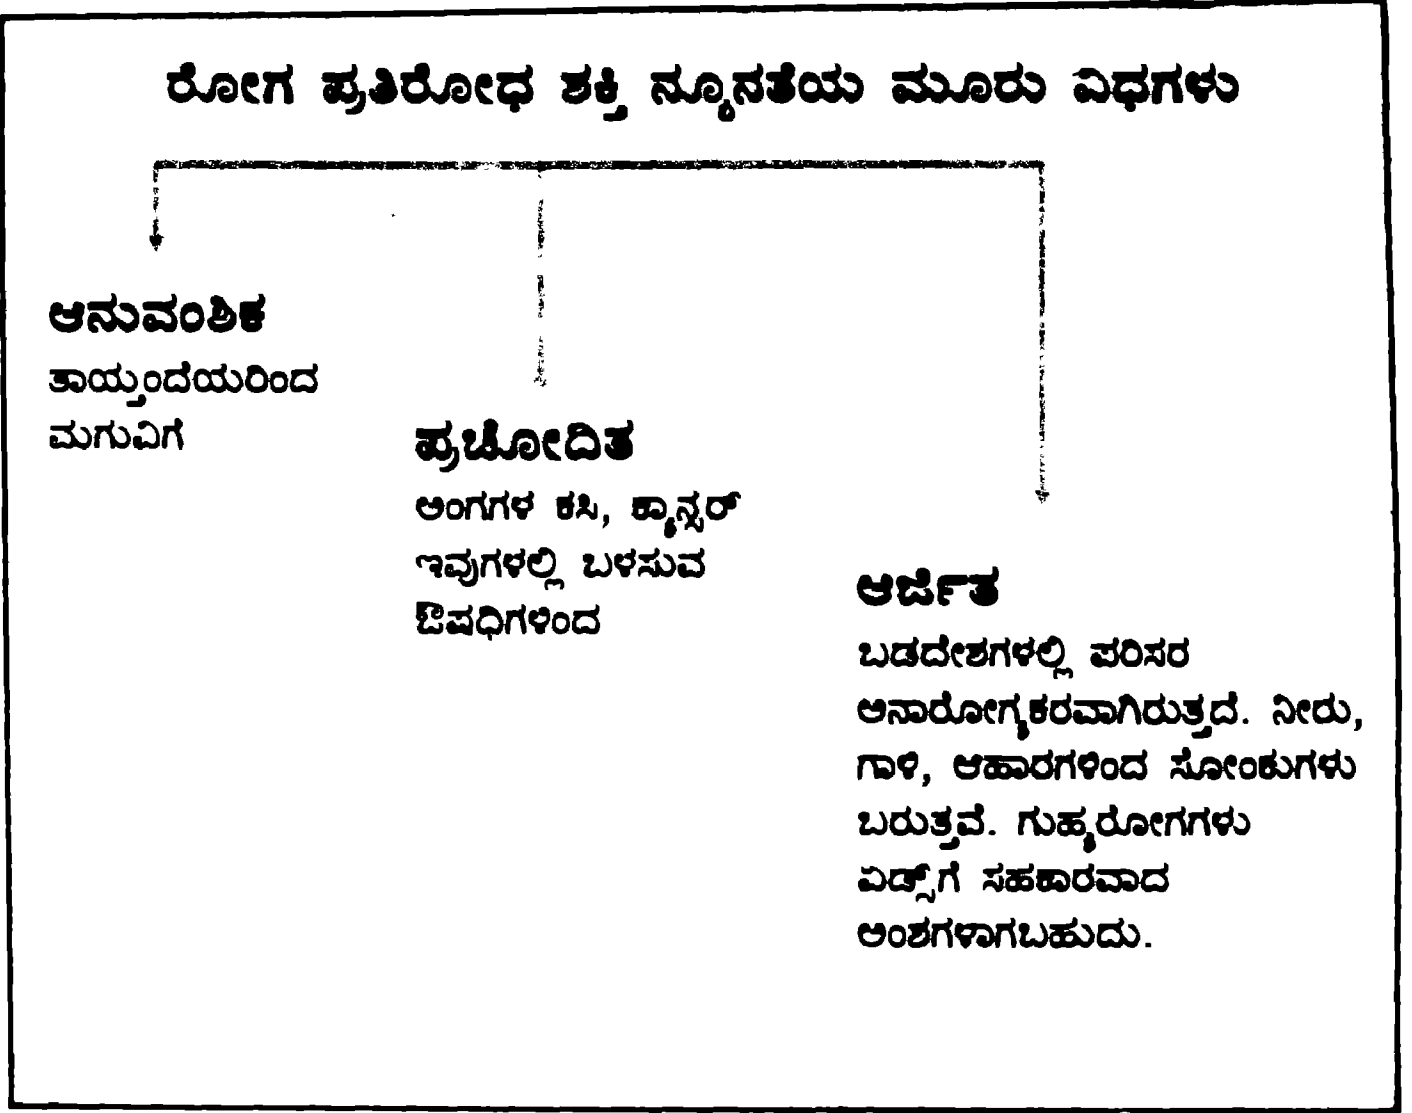 ರೋಗ ಪ್ರತಿರೋಧ ಶಕ್ತಿ ನ್ಯೂನತೆಯ ಮೂರು ವಿಧಗಳು
ಆನುವಂಶಿಕ
ತಾಯ್ತಂದೆಯರಿಂದ
ಮಗುವಿಗೆ
ಪ್ರಚೋದಿತ
ಅಂಗಗಳ ಕಸಿ, ಕ್ಯಾನ್ಸರ್
ಇವುಗಳಲ್ಲಿ ಬಳಸುವ
ಔಷಧಿಗಳಿಂದ
ಆರ್ಜಿತ
ಬಡದೇಶಗಳಲ್ಲಿ ಪರಿಸರ
ಅನಾರೋಗ್ಯಕರವಾಗಿರುತ್ತದೆ. ನೀರು,
ಗಾಳಿ, ಆಹಾರಗಳಿಂದ ಸೋಂಕುಗಳು
ಬರುತ್ತವೆ. ಗುಹ್ಯರೋಗಗಳು
ಏಡ್ಸ್‌ಗೆ ಸಹಕಾರವಾದ
ಅಂಶಗಳಾಗಬಹುದು.